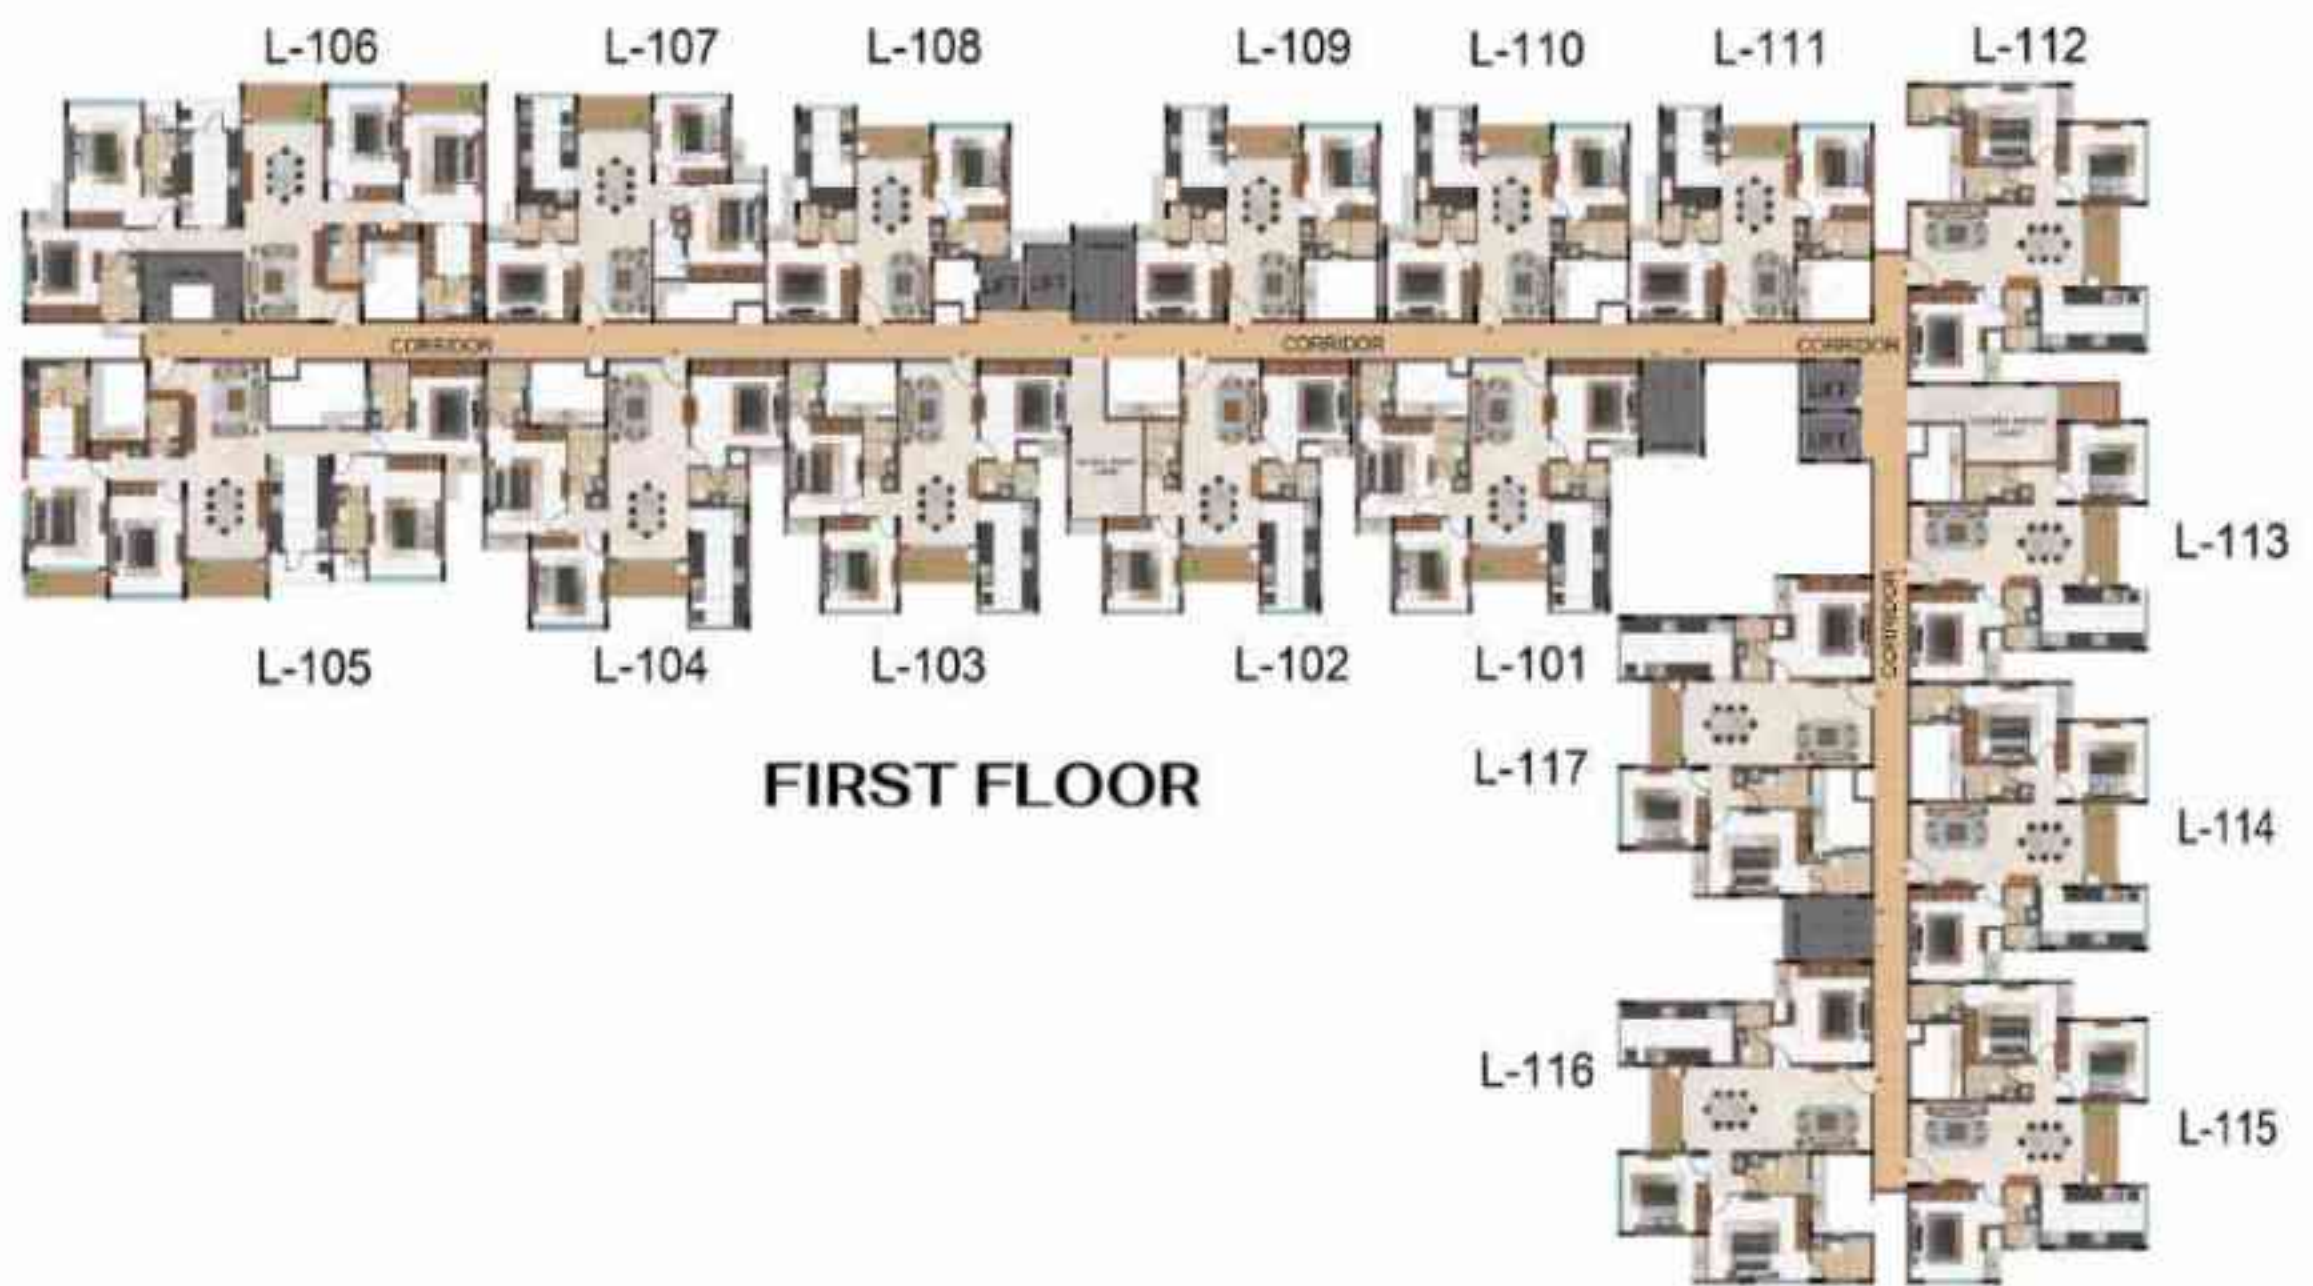 L-106
L-107
L-108
L-109
L-110
L-111
L-112
LIFT
LIFT
CORRIDOR
CORRIDOR
CORRIDOR
LIFT
LIFT
L-113
CORRIDOR
L-105
L-104
L-103
L-102
L-101
FIRST FLOOR
L-117
L-114
L-116
L-115